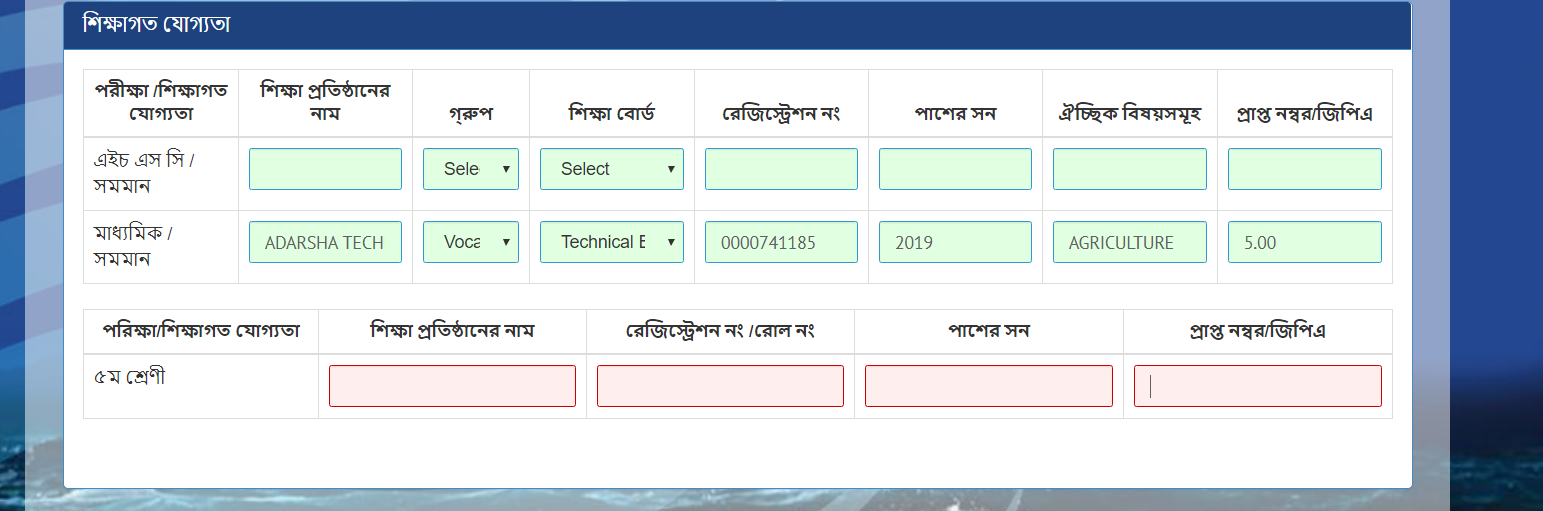 শিক্ষাগত যোগ্যতা
পরীক্ষা /শিক্ষাগত যোগ্যতা শিক্ষা প্রতিষ্ঠানের নাম গ্রুপ শিক্ষা বোর্ড রেজিস্ট্রেশন নং পাশের সন ঐচ্ছিক বিষয়সমূহ প্রাপ্ত নম্বর/জিপিএ
এইচ এস সি / সমমান Sele Select
মাধ্যমিক / সমমান ADARSHA TECH Voca Technical E 0000741185 2019 AGRICULTURE 5.00
পরিক্ষা/শিক্ষাগত যোগ্যতা শিক্ষা প্রতিষ্ঠানের নাম রেজিস্ট্রেশন নং /রোল নং পাশের সন প্রাপ্ত নম্বর/জিপিএ
৫ম শ্রেণী